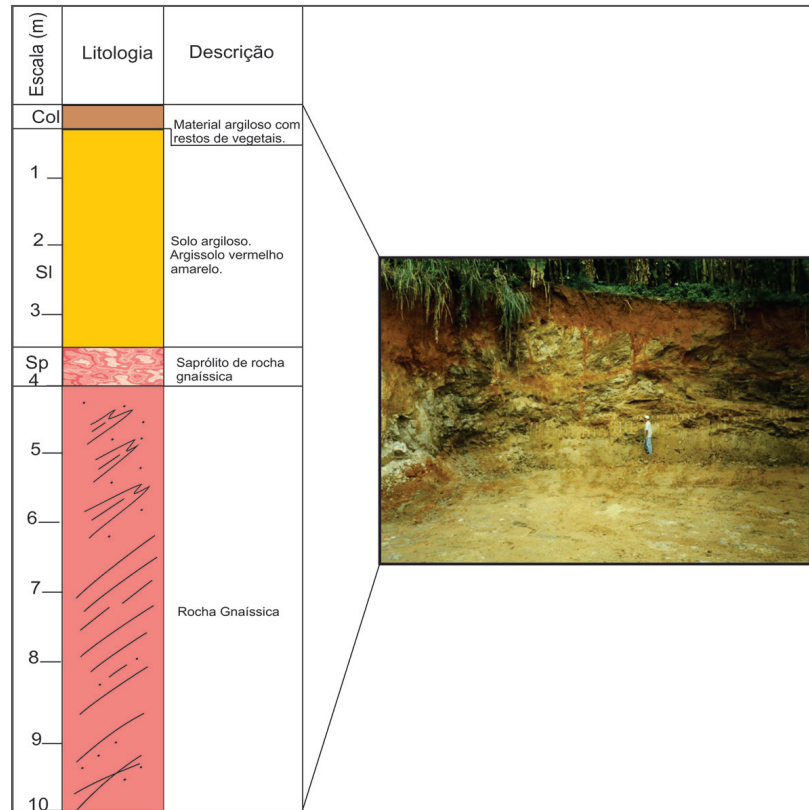 Escala (m)
Litologia
Descrição
Col
Material argiloso com
restos de vegetais.
1
2
Sl
3
Solo argiloso.
Argissolo vermelho
amarelo.
Sp
4
Saprólito de rocha
gnaíssica
5
6
7
Rocha Gnaíssica
8
9
10